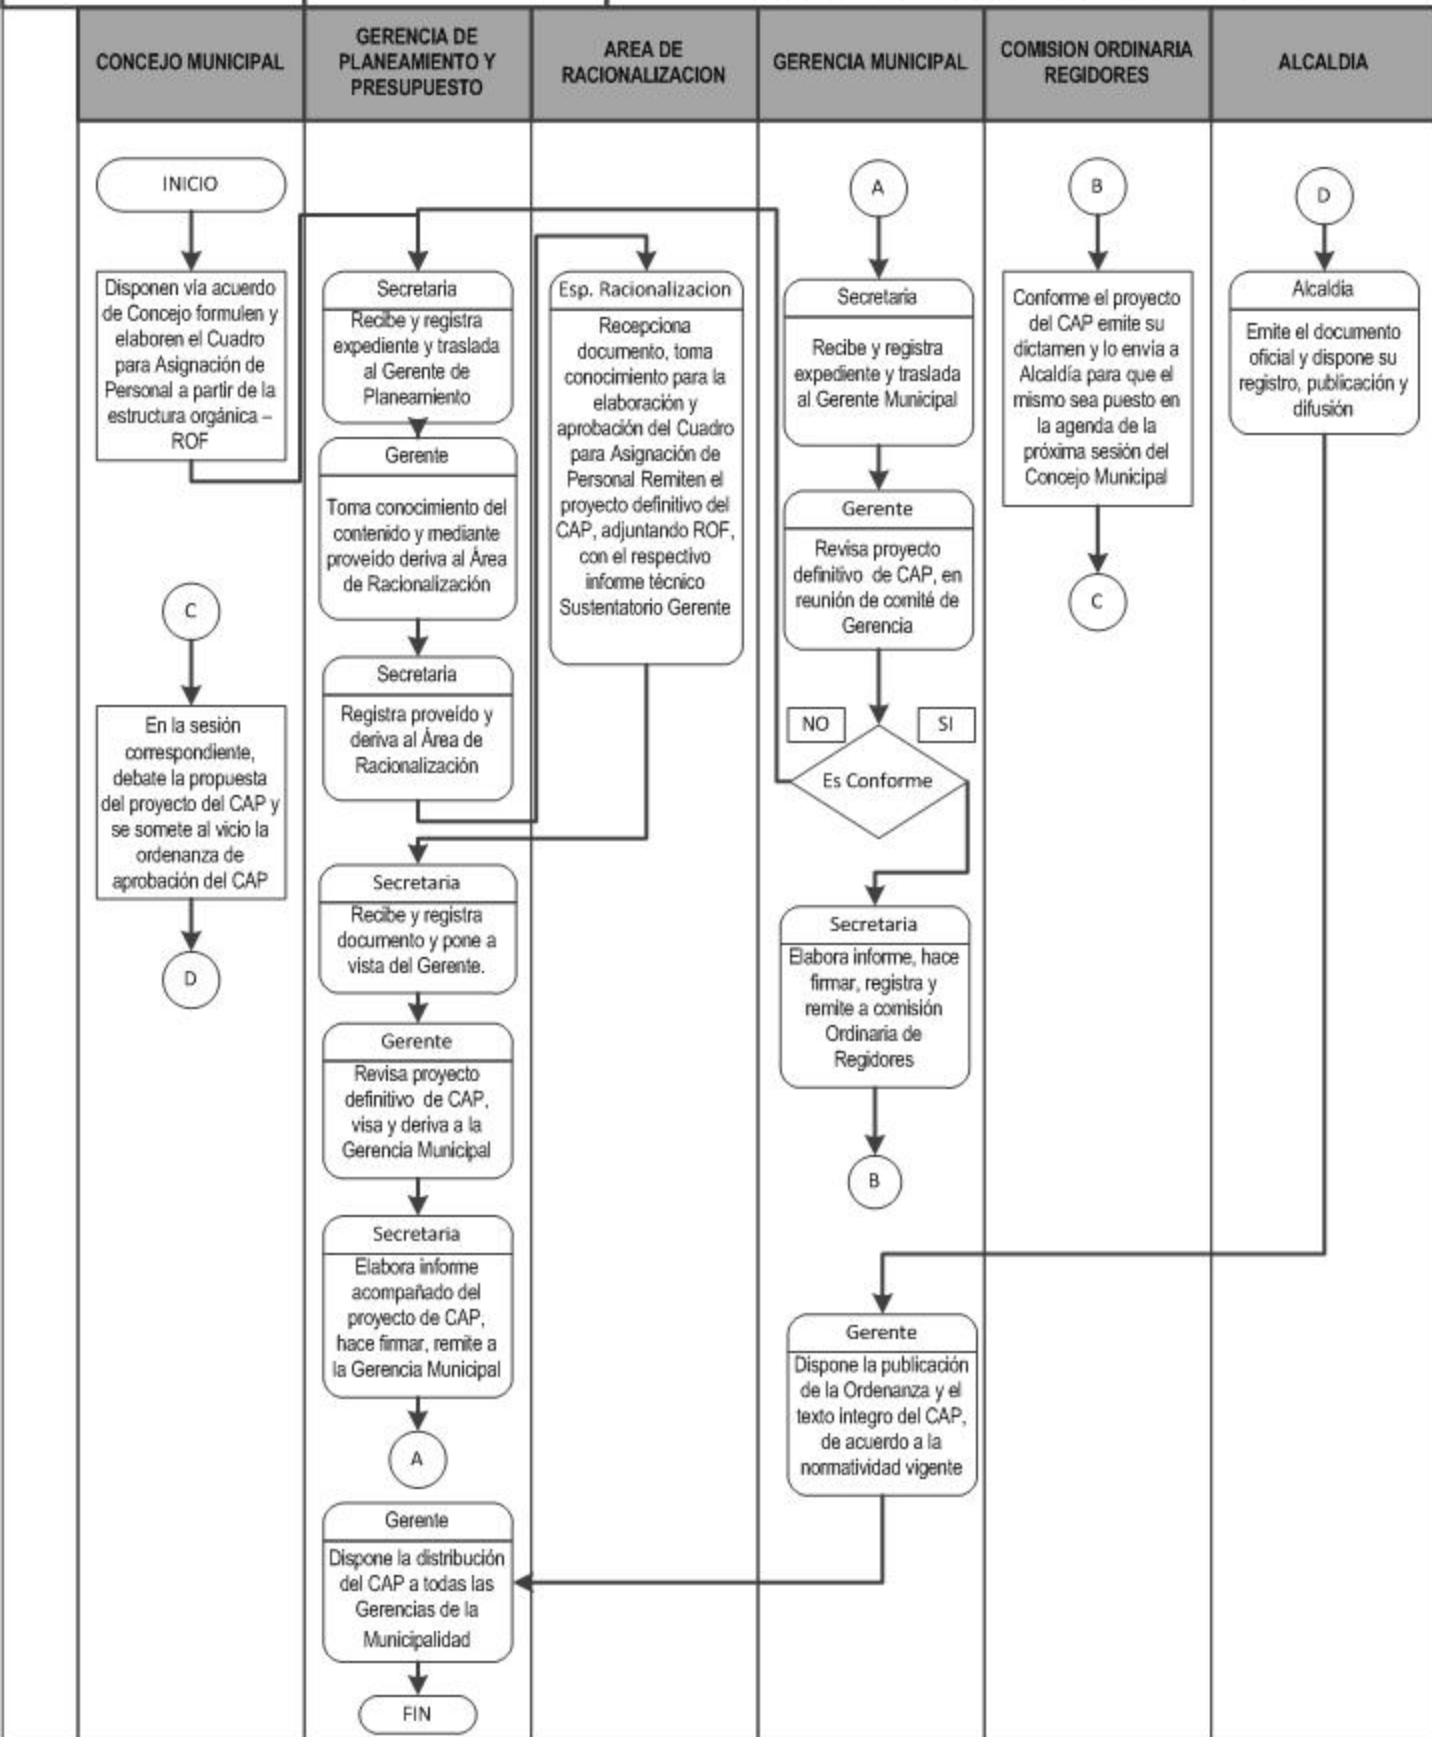 CONCEJO MUNICIPAL
GERENCIA DE
PLANEAMIENTO Y
PRESUPUESTO
AREA DE
RACIONALIZACION
GERENCIA MUNICIPAL
COMISION ORDINARIA
REGIDORES
ALCALDIA
INICIO
Disponen vía acuerdo
de Concejo formulen y
elaboren el Cuadro
para Asignación de
Personal a partir de la
estructura orgánica –
ROF
C
En la sesión
correspondiente,
debate la propuesta
del proyecto del CAP y
se somete al vicio la
ordenanza de
aprobación del CAP
D
Secretaria
Recibe y registra
expediente y traslada
al Gerente de
Planeamiento
Gerente
Toma conocimiento del
contenido y mediante
proveído deriva al Área
de Racionalización
Secretaria
Registra proveído y
deriva al Área de
Racionalización
Secretaria
Recibe y registra
documento y pone a
vista del Gerente.
Gerente
Revisa proyecto
definitivo de CAP,
visa y deriva a la
Gerencia Municipal
Secretaria
Elabora informe
acompañado del
proyecto de CAP,
hace firmar, remite a
la Gerencia Municipal
A
Gerente
Dispone la distribución
del CAP a todas las
Gerencias de la
Municipalidad
FIN
Esp. Racionalizacion
Recepciona
documento, toma
conocimiento para la
elaboración y
aprobación del Cuadro
para Asignación de
Personal Remiten el
proyecto definitivo del
CAP, adjuntando ROF,
con el respectivo
informe técnico
Sustentatorio Gerente
A
Secretaria
Recibe y registra
expediente y traslada
al Gerente Municipal
Gerente
Revisa proyecto
definitivo de CAP, en
reunión de comité de
Gerencia
NO
SI
Es Conforme
Secretaria
Elabora informe, hace
firmar, registra y
remite a comisión
Ordinaria de
Regidores
B
Gerente
Dispone la publicación
de la Ordenanza y el
texto integro del CAP,
de acuerdo a la
normatividad vigente
B
Conforme el proyecto
del CAP emite su
dictamen y lo envía a
Alcaldía para que el
mismo sea puesto en
la agenda de la
próxima sesión del
Concejo Municipal
C
D
Alcaldia
Emite el documento
oficial y dispone su
registro, publicación y
difusión